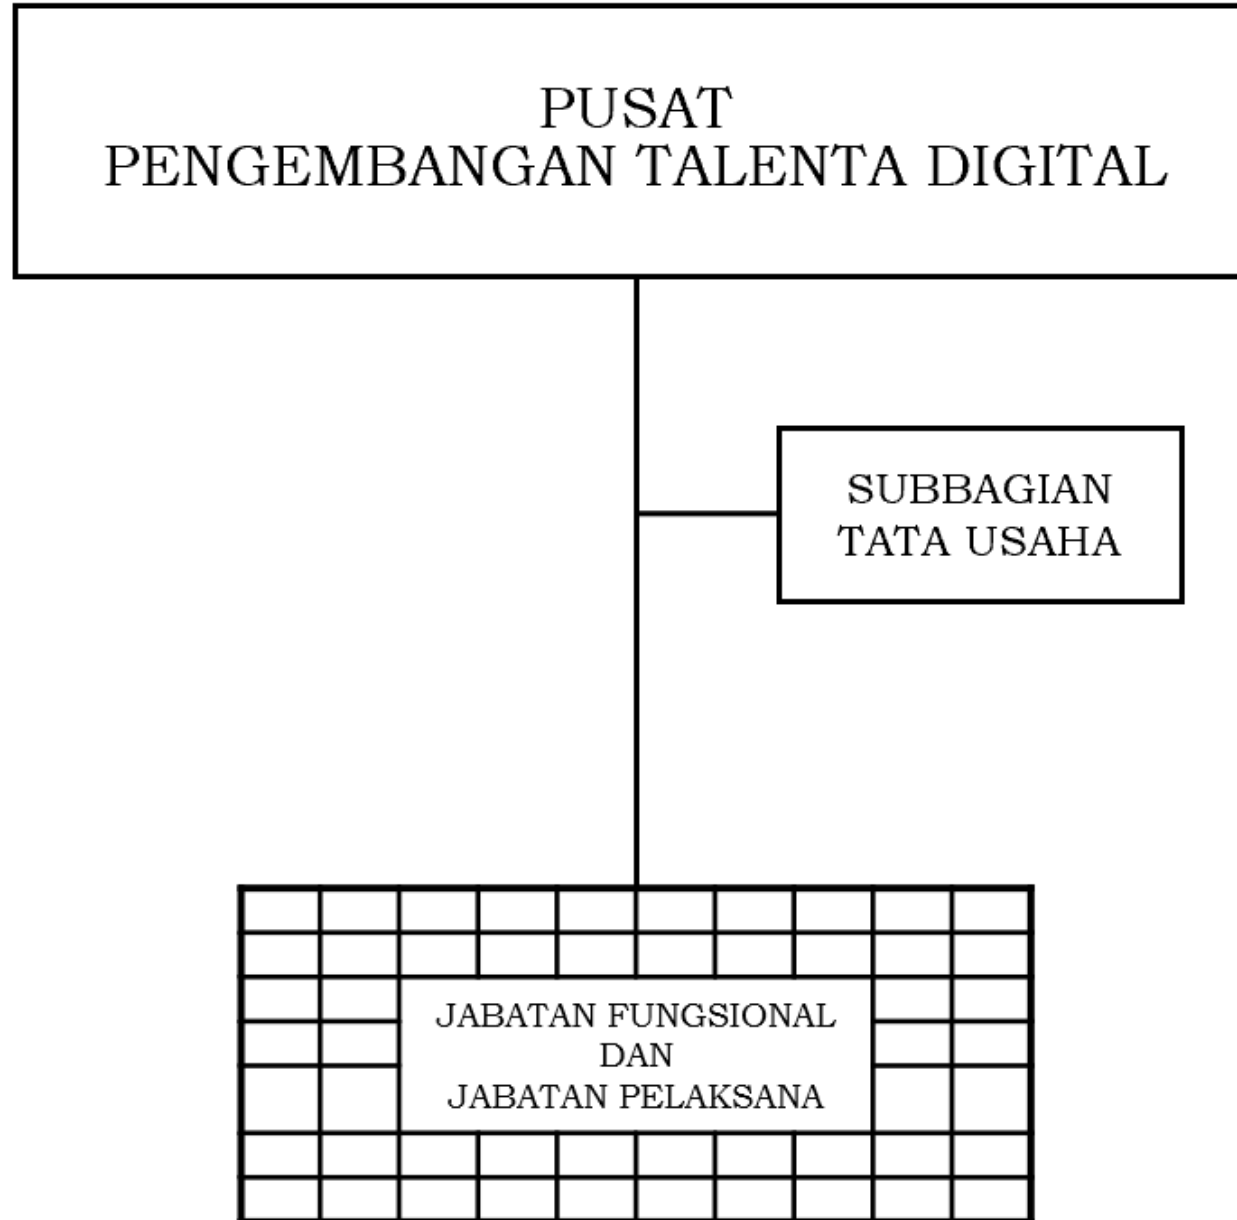 PUSAT
PENGEMBANGAN TALENTA DIGITAL
SUBBAGIAN
TATA USAHA
JABATAN FUNGSIONAL
DAN
JABATAN PELAKSANA